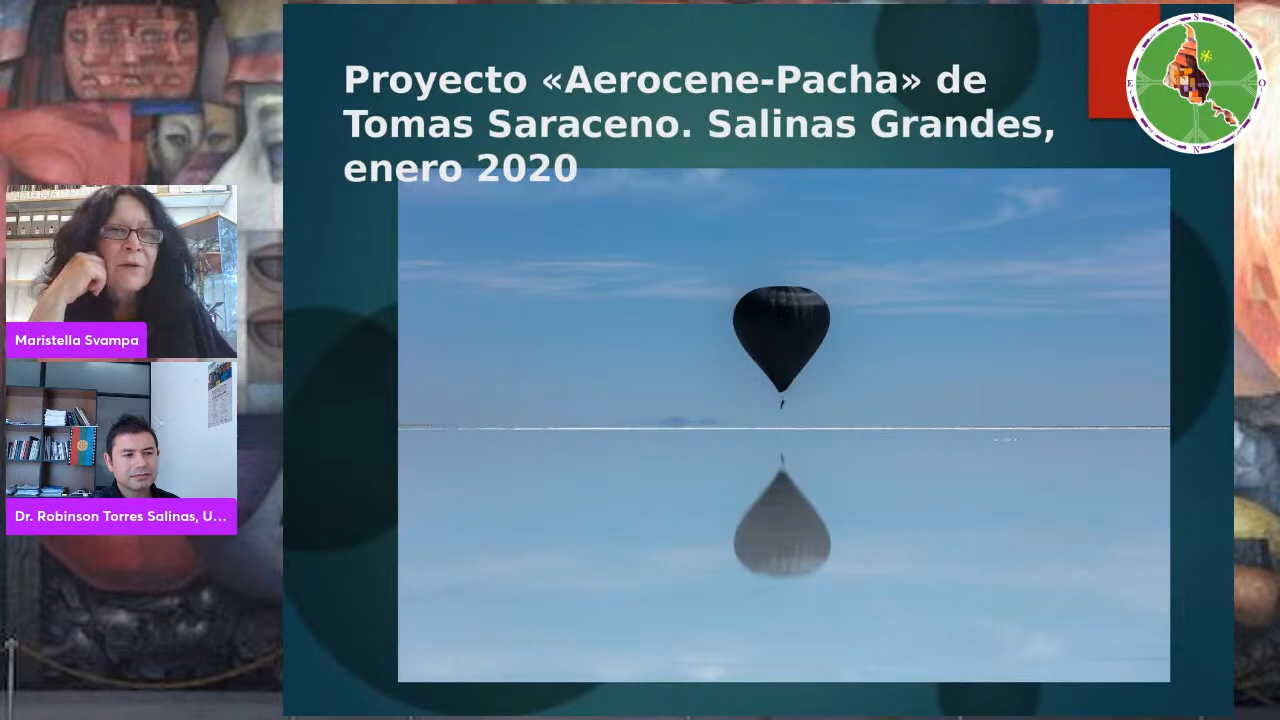 Proyecto «Aerocene-Pacha» de
Tomas Saraceno. Salinas Grandes,
enero 2020
S
E
O
N
Maristella Svampa
Dr. Robinson Torres Salinas, U...